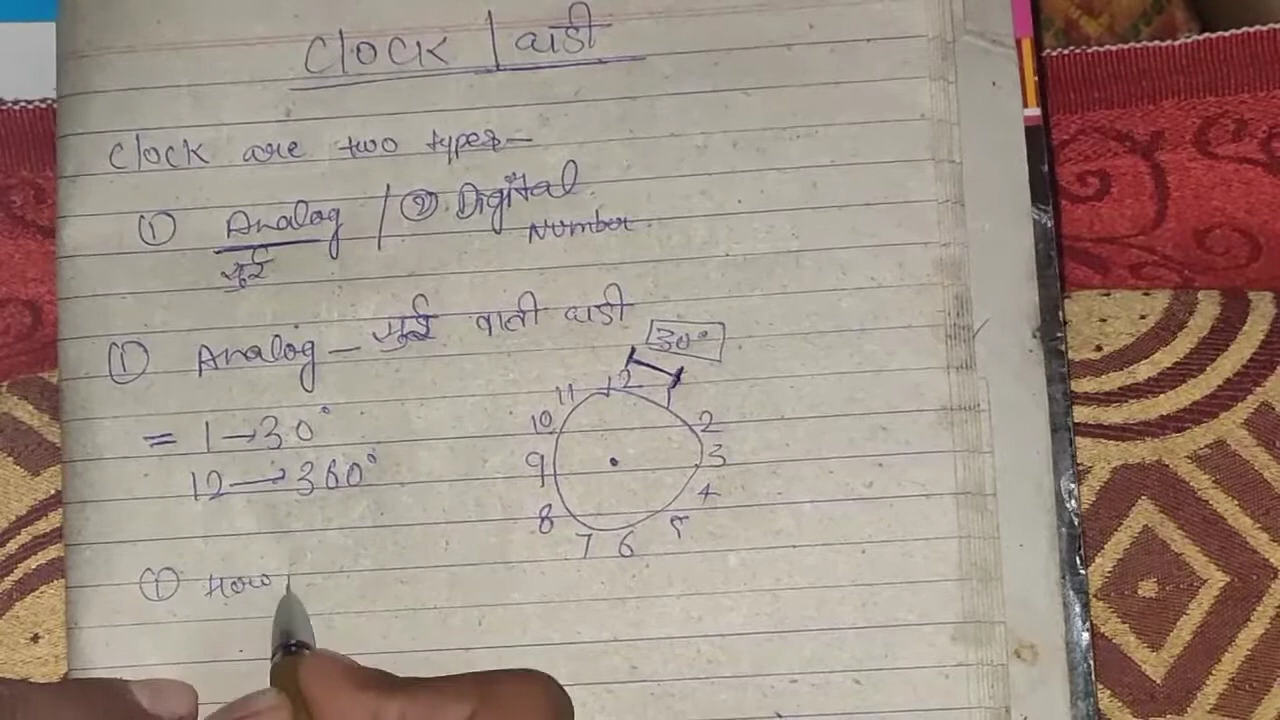 Clock | घडी
Clock are two types-
① Analog / ② Digital
सुई Number
① Analog - सुई वाली घडी
30°
= 1→30°
12→360°
11 12 1
10 2
9 3
8 4
7 6 5
① How